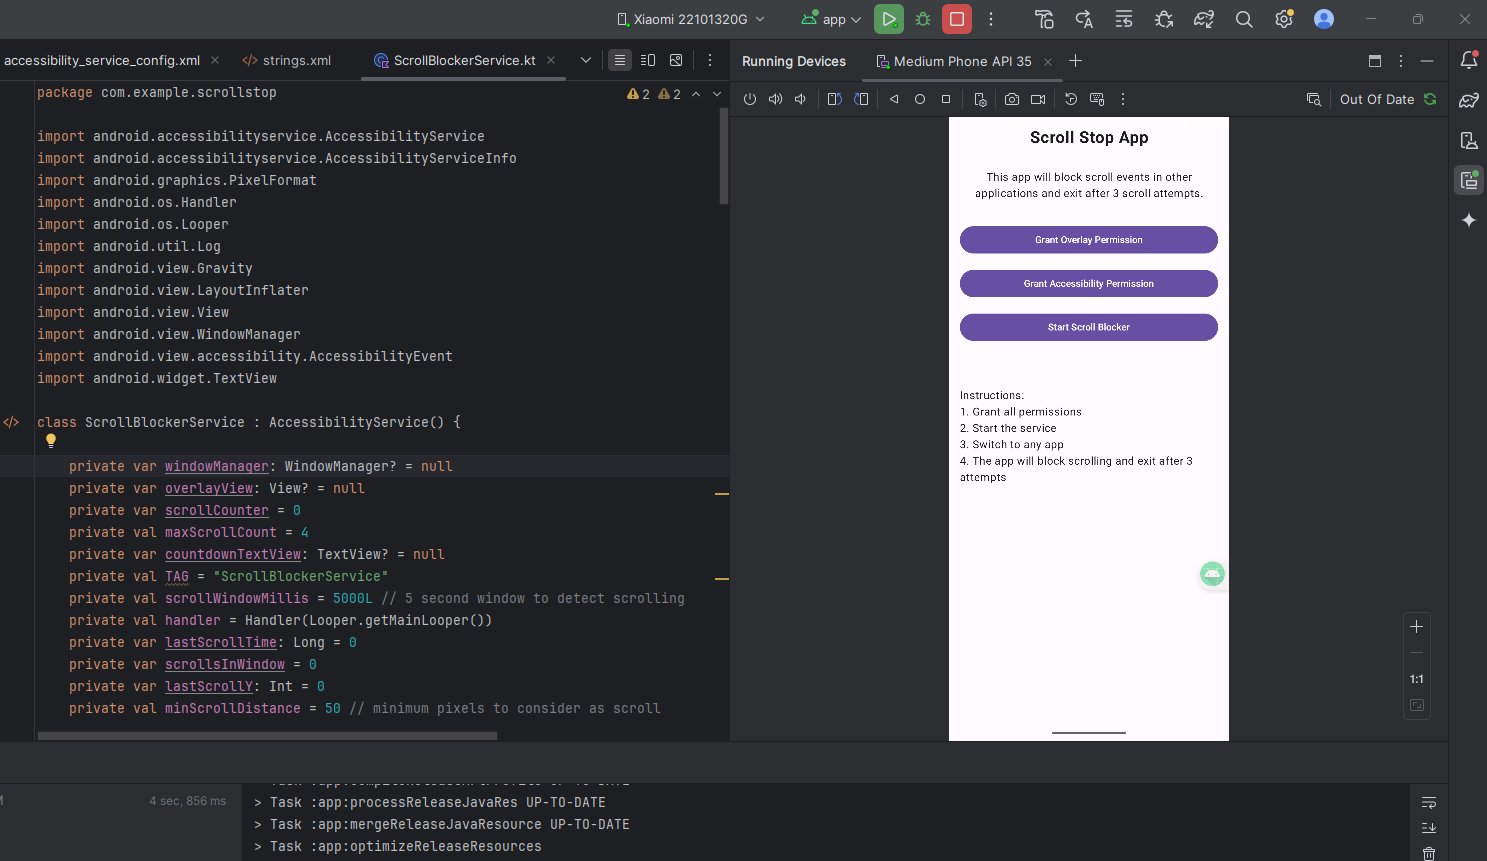 Xiaomi 22101320G
app
accessibility_service_config.xml
strings.xml
ScrollBlockerService.kt
Running Devices
Medium Phone API 35
Out Of Date
2 2
package com.example.scrollstop
import android.accessibilityservice.AccessibilityService
import android.accessibilityservice.AccessibilityServiceInfo
import android.graphics.PixelFormat
import android.os.Handler
import android.os.Looper
import android.util.Log
import android.view.Gravity
import android.view.LayoutInflater
import android.view.View
import android.view.WindowManager
import android.view.accessibility.AccessibilityEvent
import android.widget.TextView
class ScrollBlockerService : AccessibilityService() {
private var windowManager: WindowManager? = null
private var overlayView: View? = null
private var scrollCounter = 0
private val maxScrollCount = 4
private var countdownTextView: TextView? = null
private val TAG = "ScrollBlockerService"
private val scrollWindowMillis = 5000L // 5 second window to detect scrolling
private val handler = Handler(Looper.getMainLooper())
private var lastScrollTime: Long = 0
private var scrollsInWindow = 0
private var lastScrollY: Int = 0
private val minScrollDistance = 50 // minimum pixels to consider as scroll
Scroll Stop App
This app will block scroll events in other
applications and exit after 3 scroll attempts.
Grant Overlay Permission
Grant Accessibility Permission
Start Scroll Blocker
Instructions:
1. Grant all permissions
2. Start the service
3. Switch to any app
4. The app will block scrolling and exit after 3
attempts
1:1
4 sec, 856 ms
> Task :app:processReleaseJavaRes UP-TO-DATE
> Task :app:mergeReleaseJavaResource UP-TO-DATE
> Task :app:optimizeReleaseResources